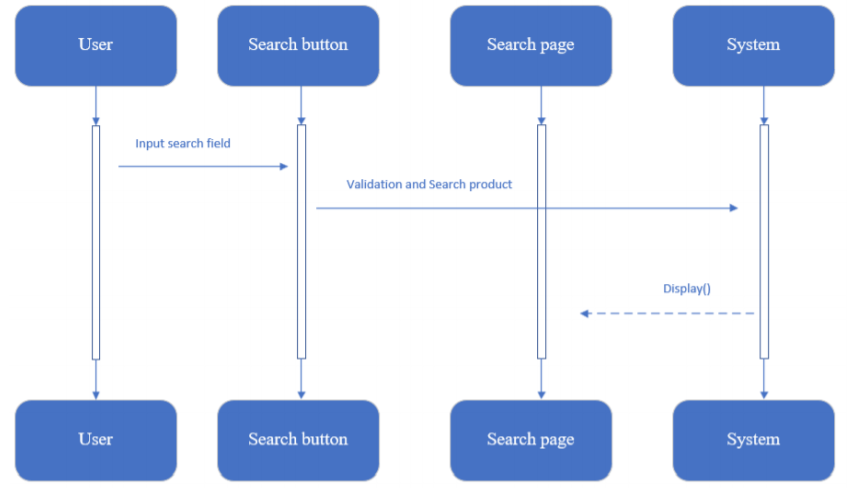 User
Search button
Search page
System
Input search field
Validation and Search product
Display()
User
Search button
Search page
System